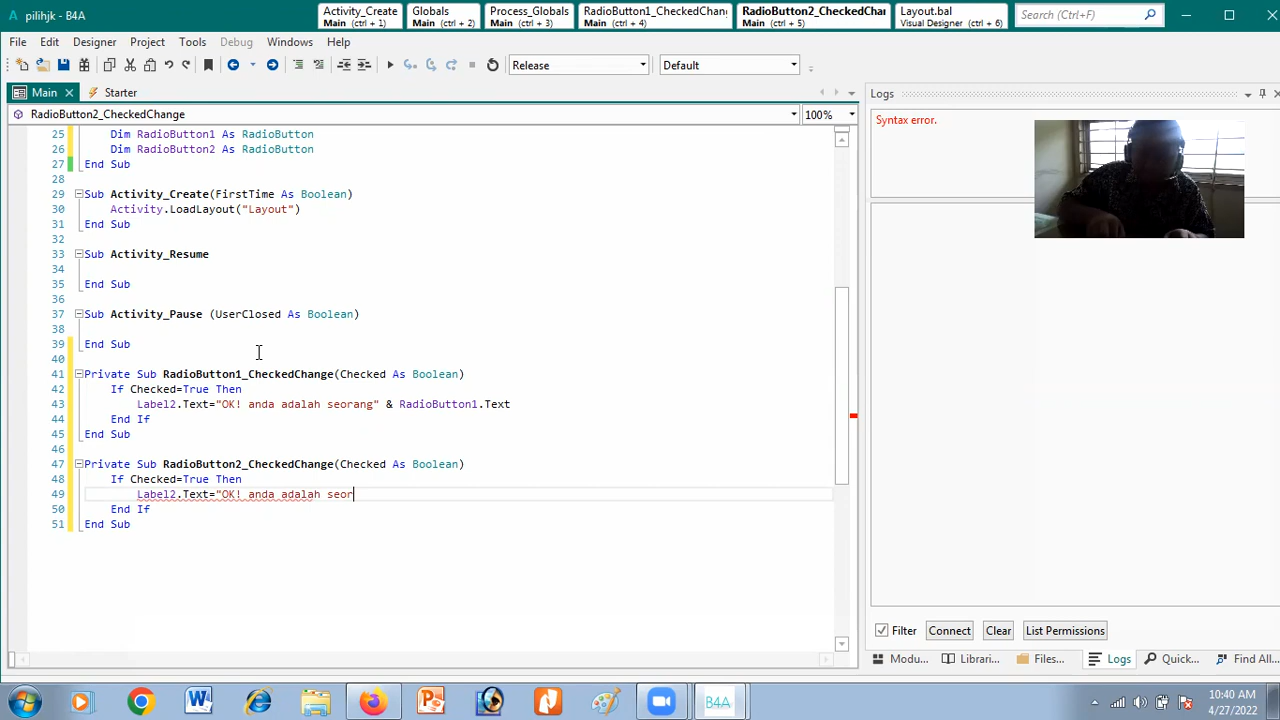 pilihjk - B4A
Activity_Create
Main (ctrl + 1)
Globals
Main (ctrl + 2)
Process_Globals
Main (ctrl + 3)
RadioButton1_CheckedChang
Main (ctrl + 4)
RadioButton2_CheckedChan
Main (ctrl + 5)
Layout.bal
Visual Designer (ctrl + 6)
Search (Ctrl+F)
File Edit Designer Project Tools Debug Windows Help
Release Default
Main Starter
Logs
RadioButton2_CheckedChange 100%
Syntax error.
25 Dim RadioButton1 As RadioButton
26 Dim RadioButton2 As RadioButton
27 End Sub
28
29 Sub Activity_Create(FirstTime As Boolean)
30 Activity.LoadLayout("Layout")
31 End Sub
32
33 Sub Activity_Resume
34
35 End Sub
36
37 Sub Activity_Pause (UserClosed As Boolean)
38
39 End Sub
40
41 Private Sub RadioButton1_CheckedChange(Checked As Boolean)
42 If Checked=True Then
43 Label2.Text="OK! anda adalah seorang" & RadioButton1.Text
44 End If
45 End Sub
46
47 Private Sub RadioButton2_CheckedChange(Checked As Boolean)
48 If Checked=True Then
49 Label2.Text="OK! anda adalah seor
50 End If
51 End Sub
Filter Connect Clear List Permissions
Modu... Librari... Files... Logs Quick... Find All...
B4A
10:40 AM
4/27/2022